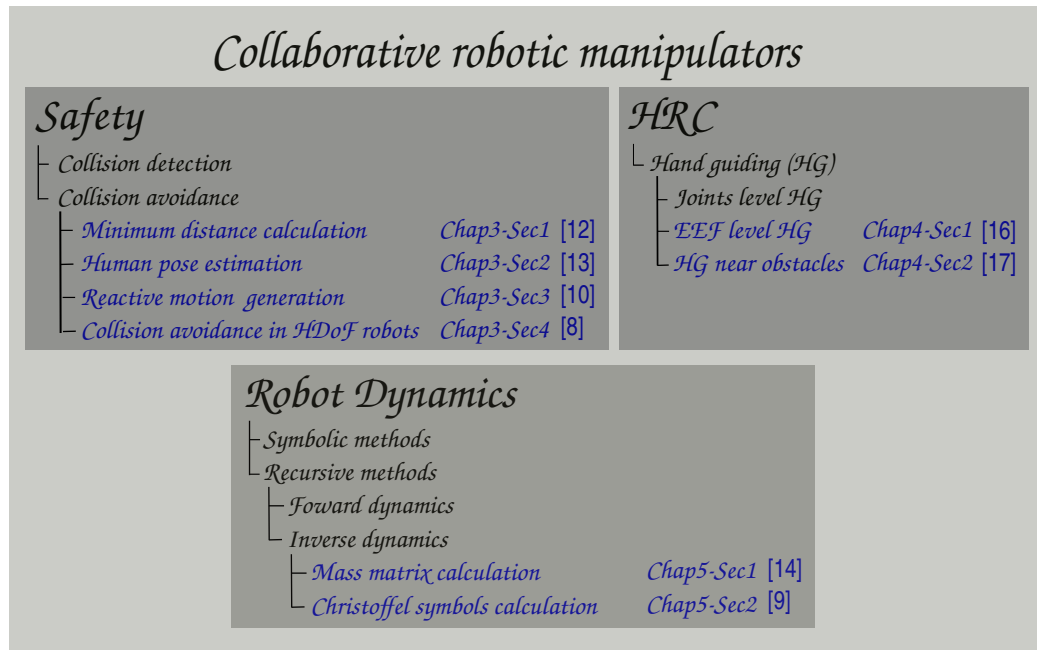 Collaborative robotic manipulators
Safety
Collision detection
Collision avoidance
Minimum distance calculation Chap3-Sec1 [12]
Human pose estimation Chap3-Sec2 [13]
Reactive motion generation Chap3-Sec3 [10]
Collision avoidance in HDoF robots Chap3-Sec4 [8]
HRC
Hand guiding (HG)
Joints level HG
EEF level HG Chap4-Sec1 [16]
HG near obstacles Chap4-Sec2 [17]
Robot Dynamics
Symbolic methods
Recursive methods
Foward dynamics
Inverse dynamics
Mass matrix calculation Chap5-Sec1 [14]
Christoffel symbols calculation Chap5-Sec2 [9]